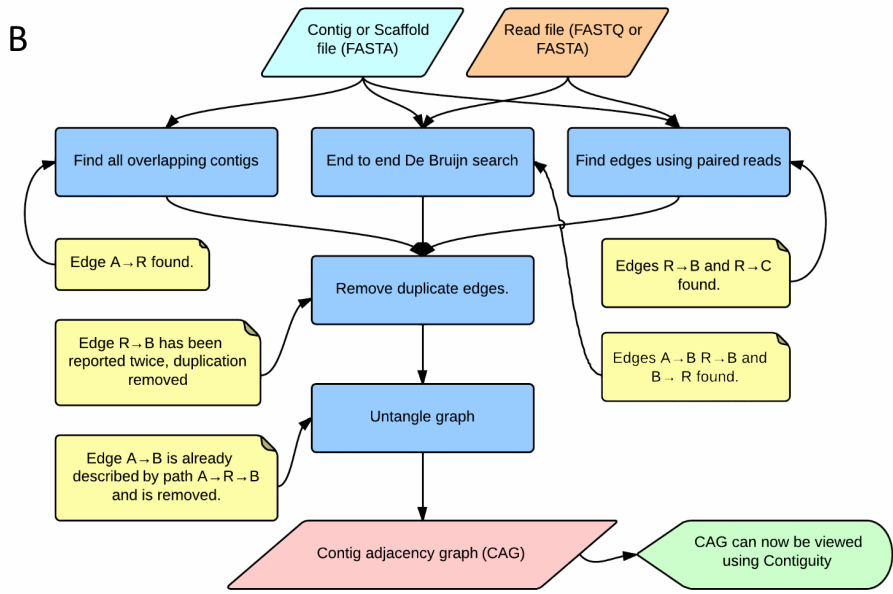 B
Contig or Scaffold
file (FASTA)
Read file (FASTQ or
FASTA)
Find all overlapping contigs
End to end De Bruijn search
Find edges using paired reads
Edge A→R found.
Edges R→B and R→C
found.
Remove duplicate edges.
Edge R→B has been
reported twice, duplication
removed
Edges A→B R→B and
B→ R found.
Untangle graph
Edge A→B is already
described by path A→R→B
and is removed.
Contig adjacency graph (CAG)
CAG can now be viewed
using Contiguity